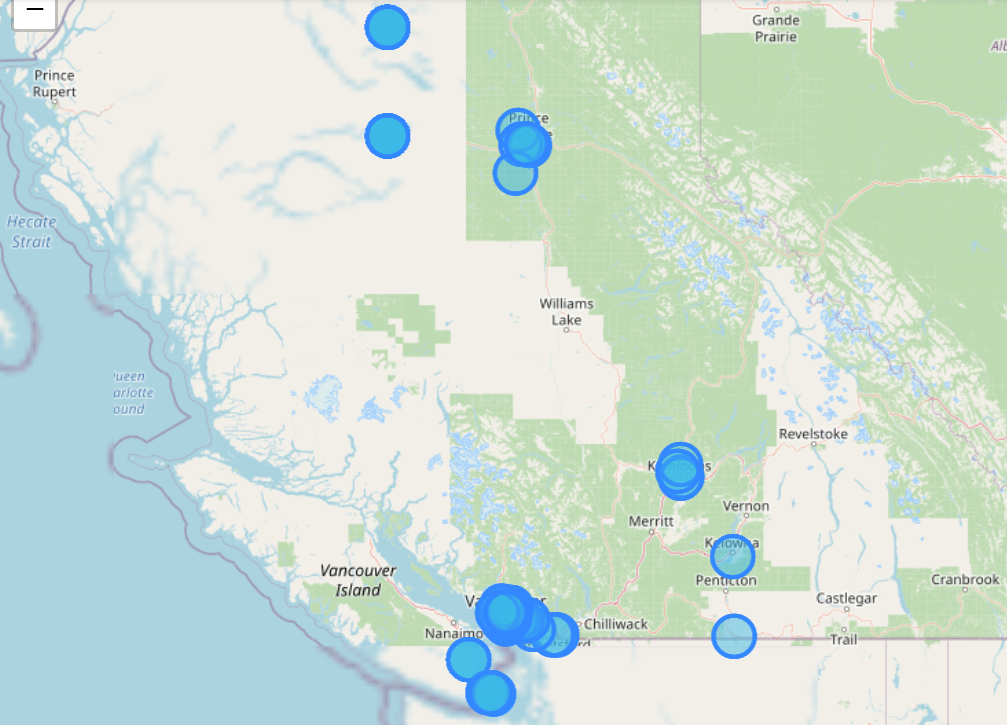 −
Grande
Prairie
Prince
Rupert
Hecate
Strait
Williams
Lake
Revelstoke
Vernon
Merritt
Penticton
Vancouver
Island
Cranbrook
Castlegar
Nanaimo
Chilliwack
Trail